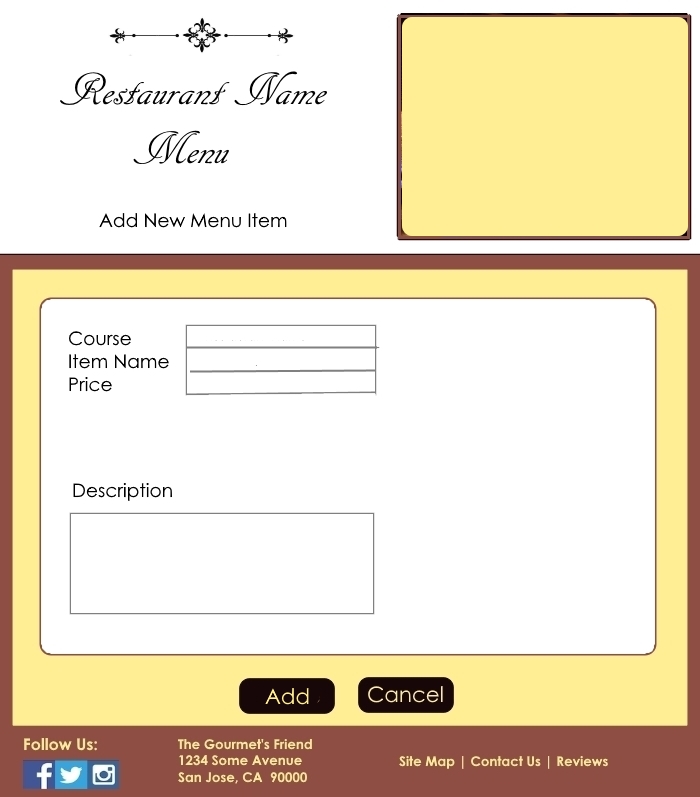 Restaurant Name
Menu
Add New Menu Item
Course
Item Name
Price
Description
Add
Cancel
Follow Us:
The Gourmet's Friend
1234 Some Avenue
San Jose, CA 90000
Site Map | Contact Us | Reviews